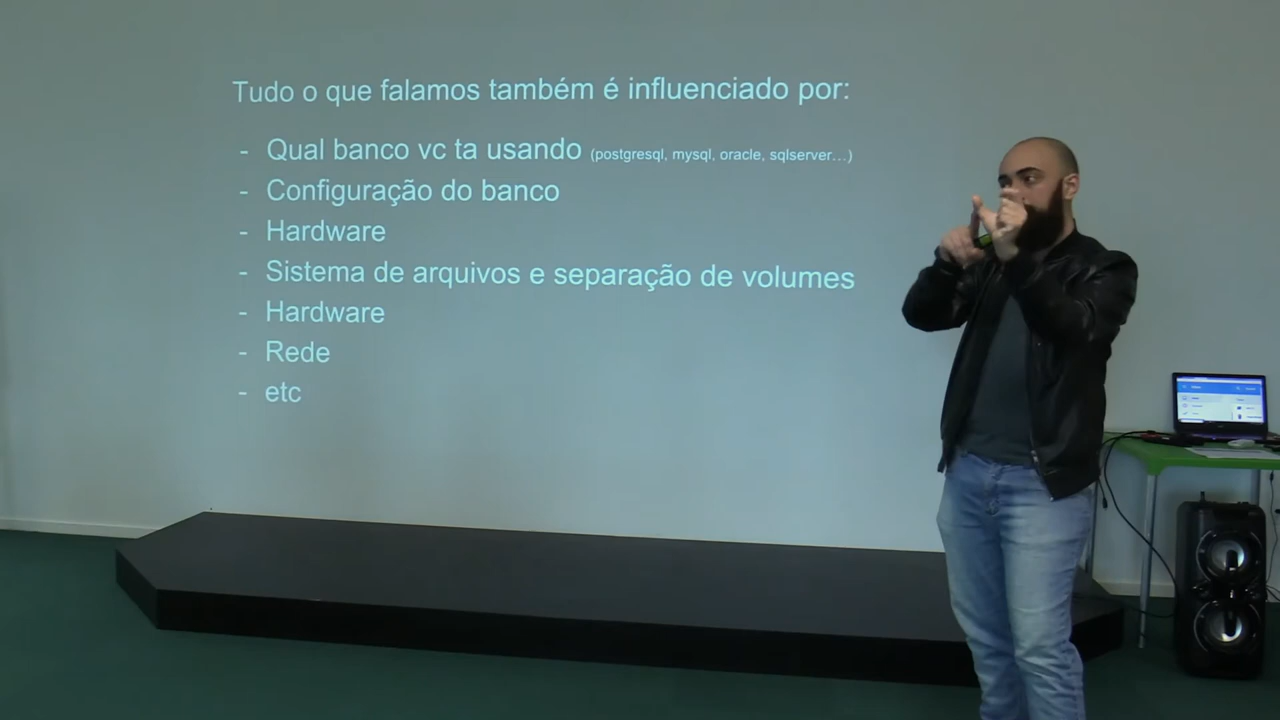 Tudo o que falamos também é influenciado por:
- Qual banco vc ta usando (postgresql, mysql, oracle, sqlserver...)
- Configuração do banco
- Hardware
- Sistema de arquivos e separação de volumes
- Hardware
- Rede
- etc